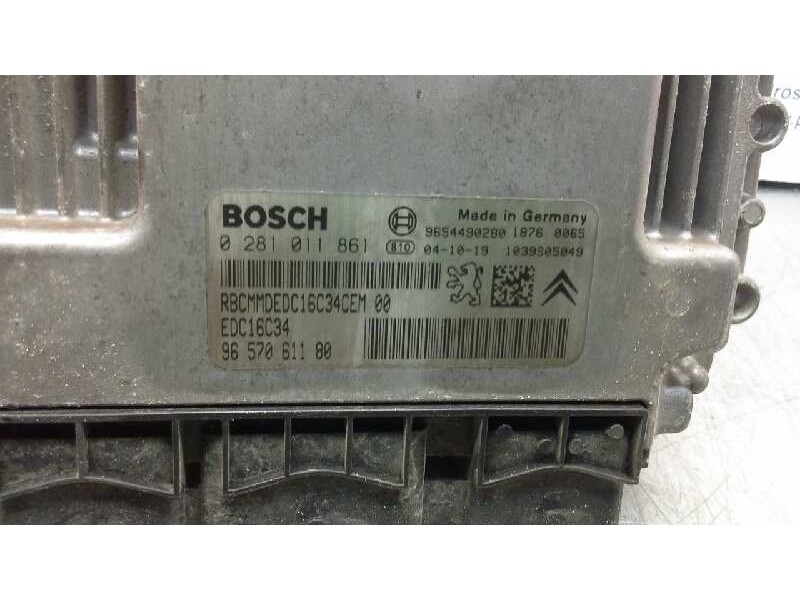 BOSCH
Made in Germany
9654490280 1876 0065
0 281 011 861
B10 04-10-19 1039S05049
RBCMMDEDC16C34CEM 00
EDC16C34
96 570 611 80
ros